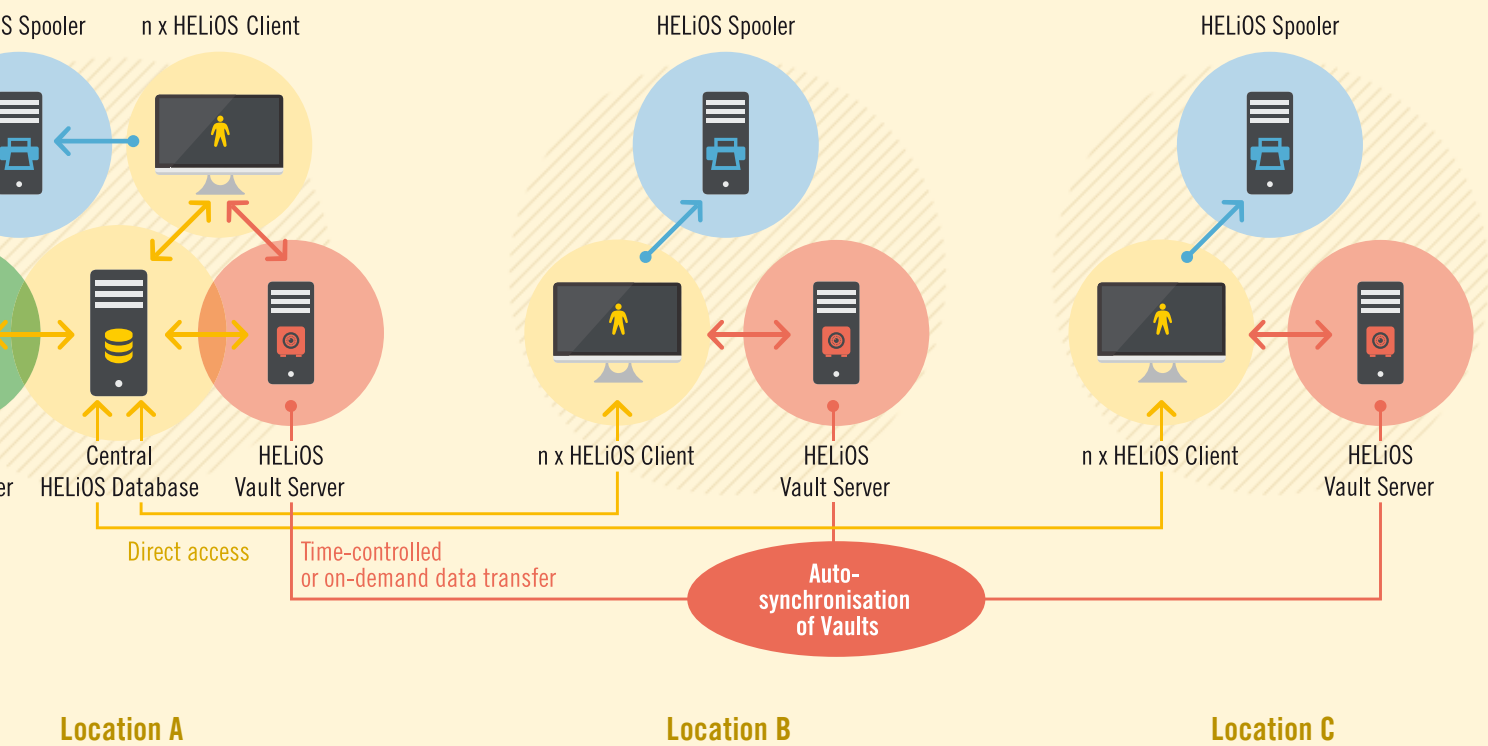 S Spooler
n x HELiOS Client
HELiOS Spooler
HELiOS Spooler
Central
HELiOS Database
HELiOS
Vault Server
n x HELiOS Client
HELiOS
Vault Server
n x HELiOS Client
HELiOS
Vault Server
er
Direct access
Time-controlled
or on-demand data transfer
Auto-
synchronisation
of Vaults
Location A
Location B
Location C